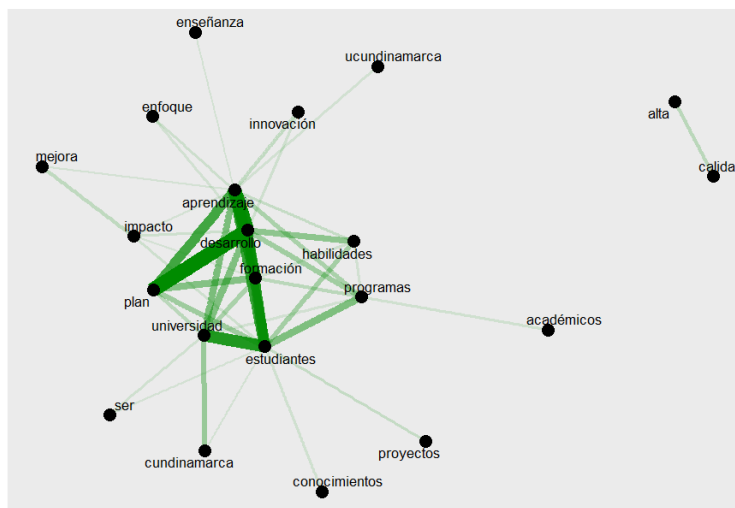 enseñanza
ucundinamarca
enfoque
innovación
alta
mejora
calida
aprendizaje
impacto
desarrollo
habilidades
formación
programas
plan
universidad
académicos
estudiantes
ser
proyectos
cundinamarca
conocimientos